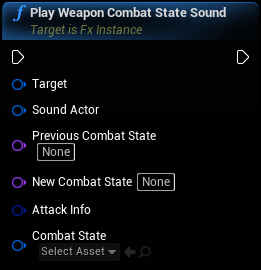 Play Weapon Combat State Sound
Target is Fx Instance
Target
Sound Actor
Previous Combat State
None
New Combat State None
Attack Info
Combat State
Select Asset